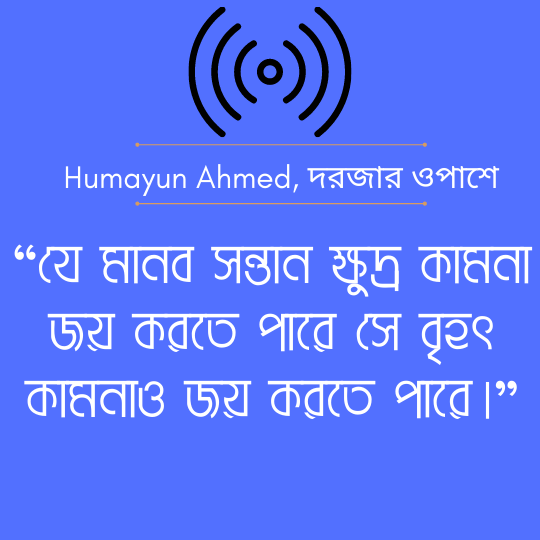 Humayun Ahmed, দরজার ওপাশে
“যে মানব সন্তান ক্ষুদ্র কামনা
জয় করতে পারে সে বৃহৎ
কামনাও জয় করতে পারে।”